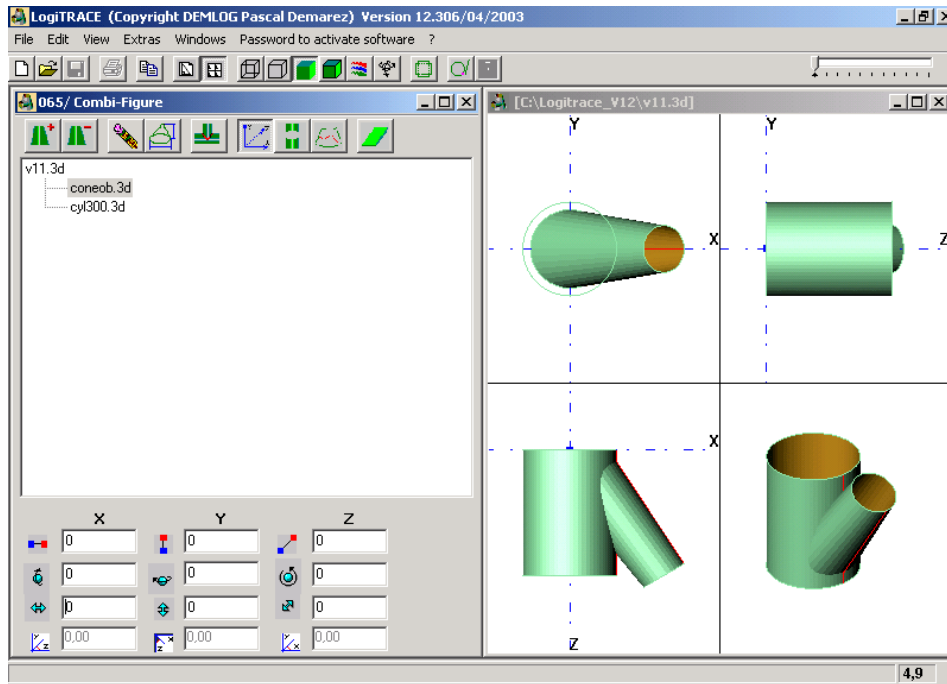 LogiTRACE (Copyright DEMLOG Pascal Demarez) Version 12.306/04/2003
File Edit View Extras Windows Password to activate software ?
065/ Combi-Figure
[C:\Logitrace_V12\v11.3d]
v11.3d
coneob.3d
cyl300.3d
Y
X
Y
Z
X
Z
X Y Z
0 0 0
0 0 0
0 0 0
0,00 0,00 0,00
4,9